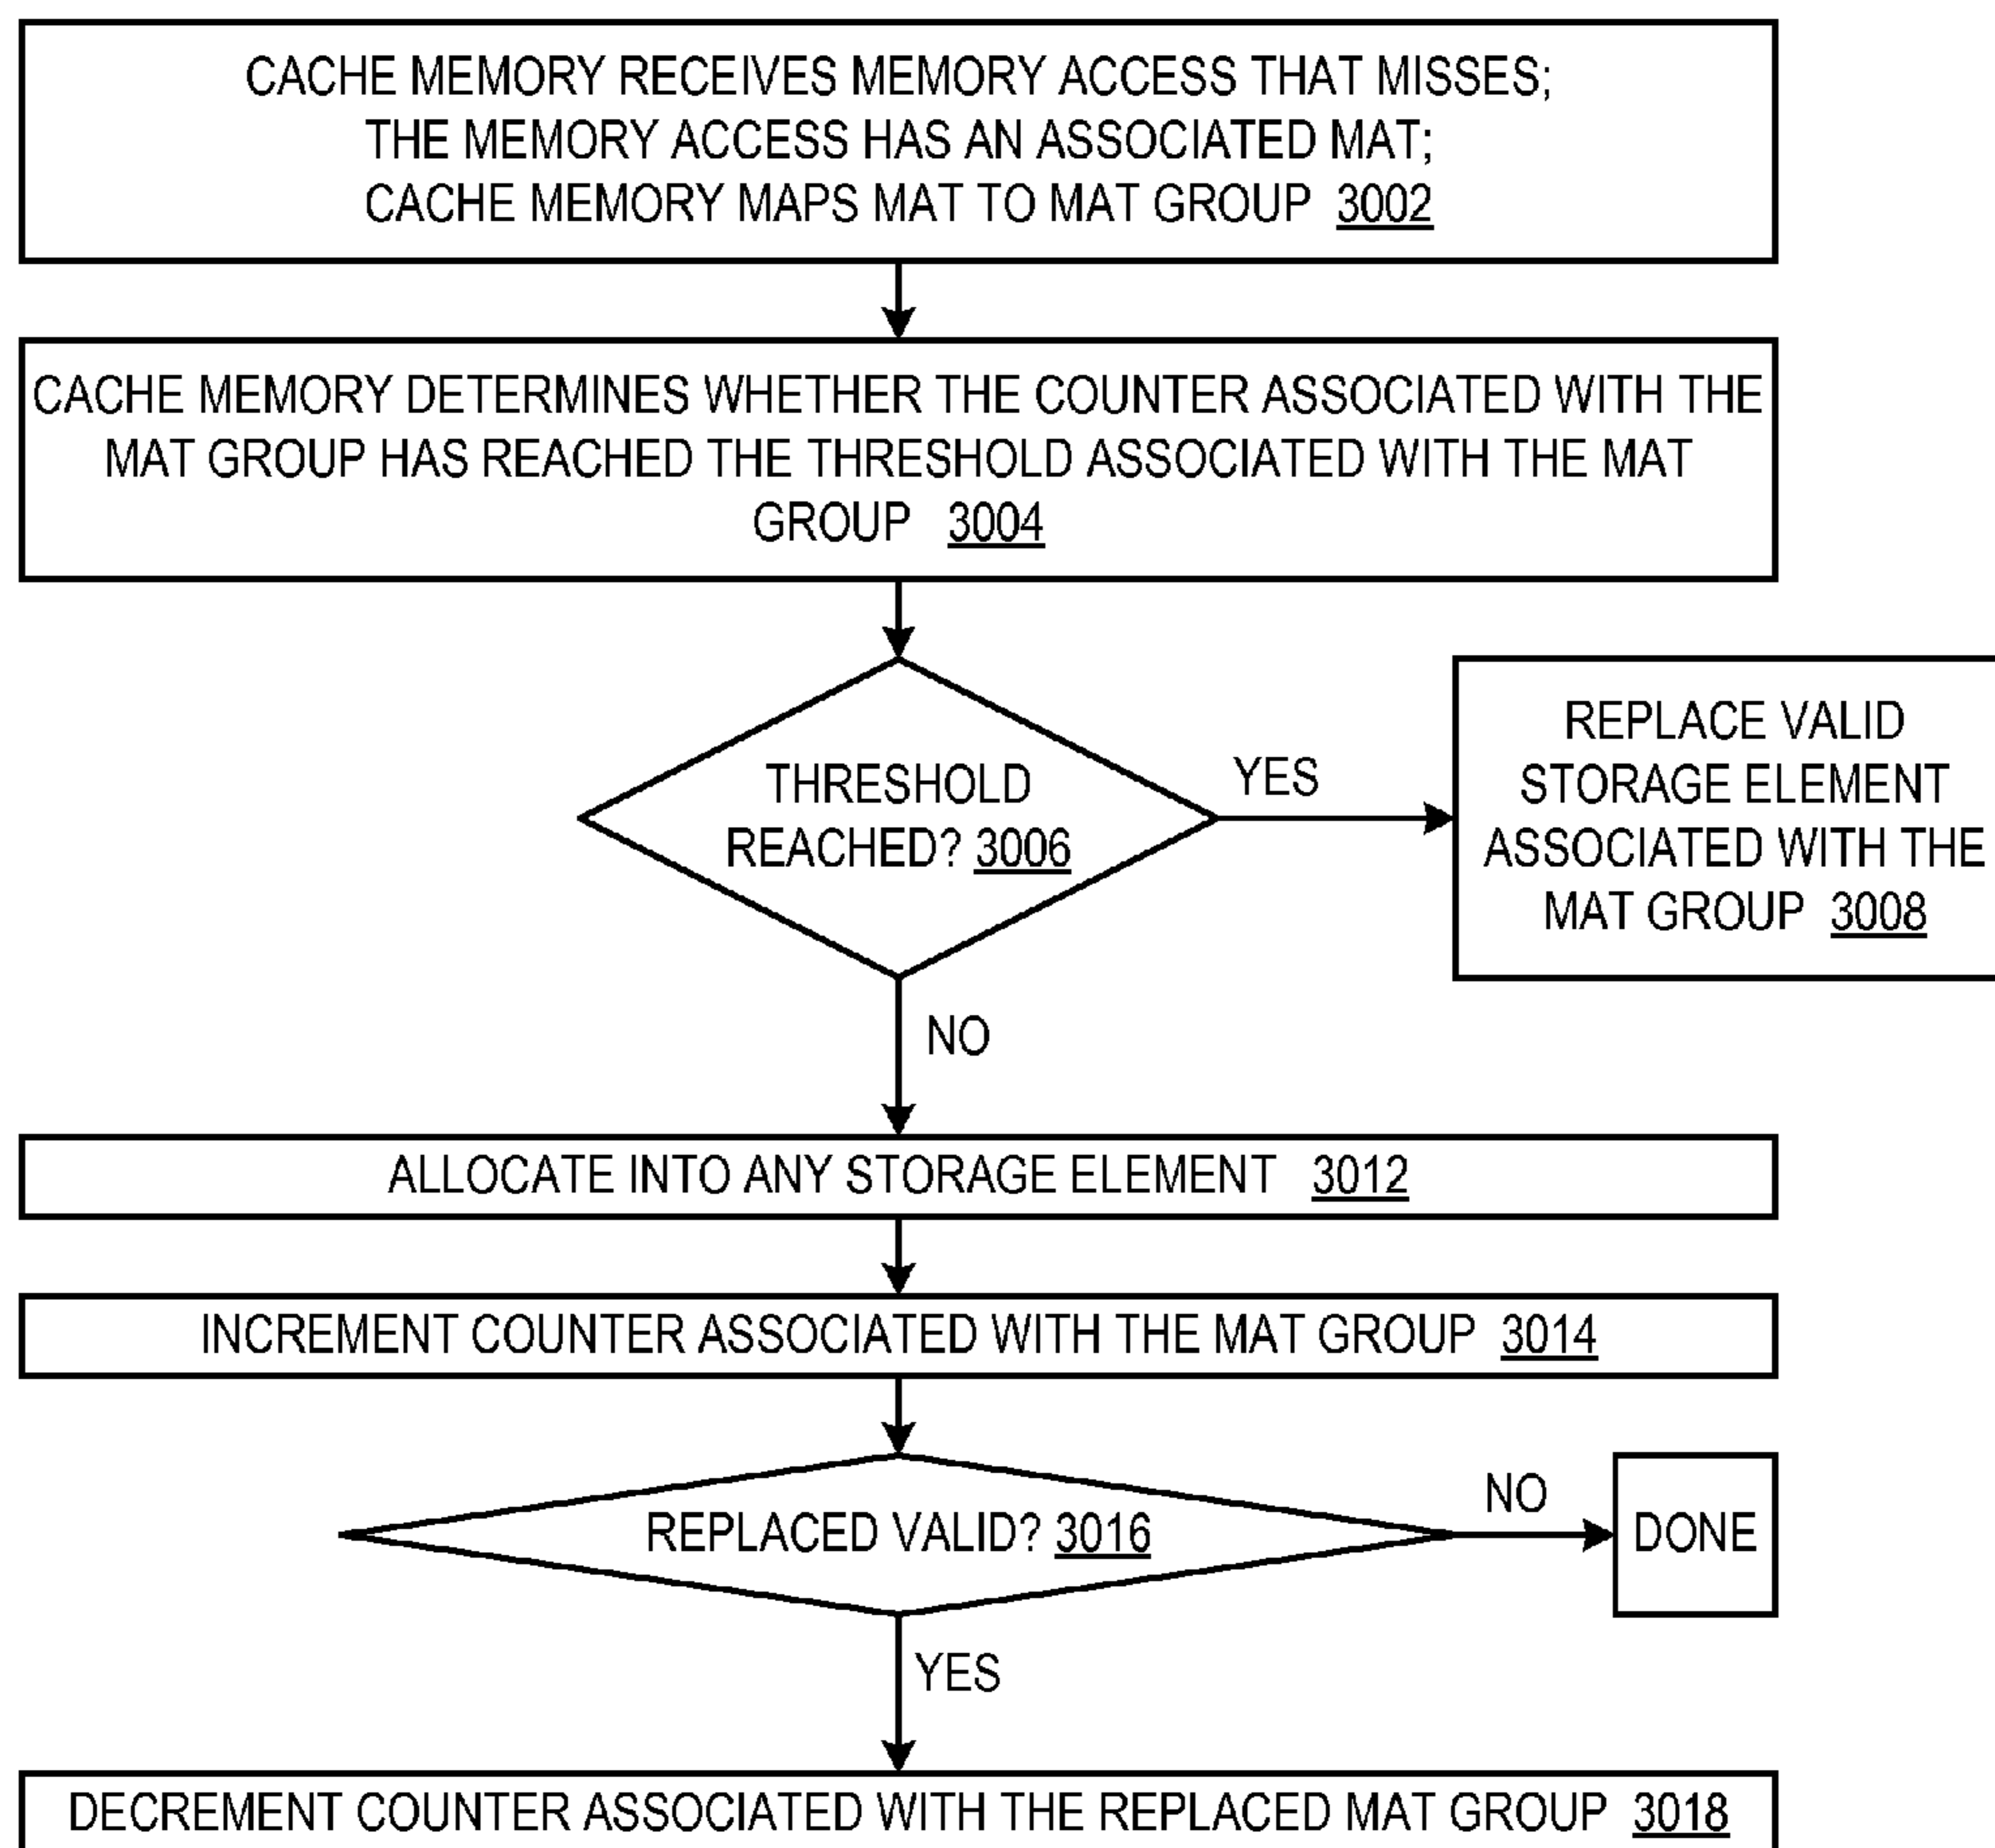 CACHE MEMORY RECEIVES MEMORY ACCESS THAT MISSES;
THE MEMORY ACCESS HAS AN ASSOCIATED MAT;
CACHE MEMORY MAPS MAT TO MAT GROUP 3002
CACHE MEMORY DETERMINES WHETHER THE COUNTER ASSOCIATED WITH THE
MAT GROUP HAS REACHED THE THRESHOLD ASSOCIATED WITH THE MAT
GROUP 3004
THRESHOLD
REACHED? 3006
YES
REPLACE VALID
STORAGE ELEMENT
ASSOCIATED WITH THE
MAT GROUP 3008
NO
ALLOCATE INTO ANY STORAGE ELEMENT 3012
INCREMENT COUNTER ASSOCIATED WITH THE MAT GROUP 3014
REPLACED VALID? 3016
NO
DONE
YES
DECREMENT COUNTER ASSOCIATED WITH THE REPLACED MAT GROUP 3018